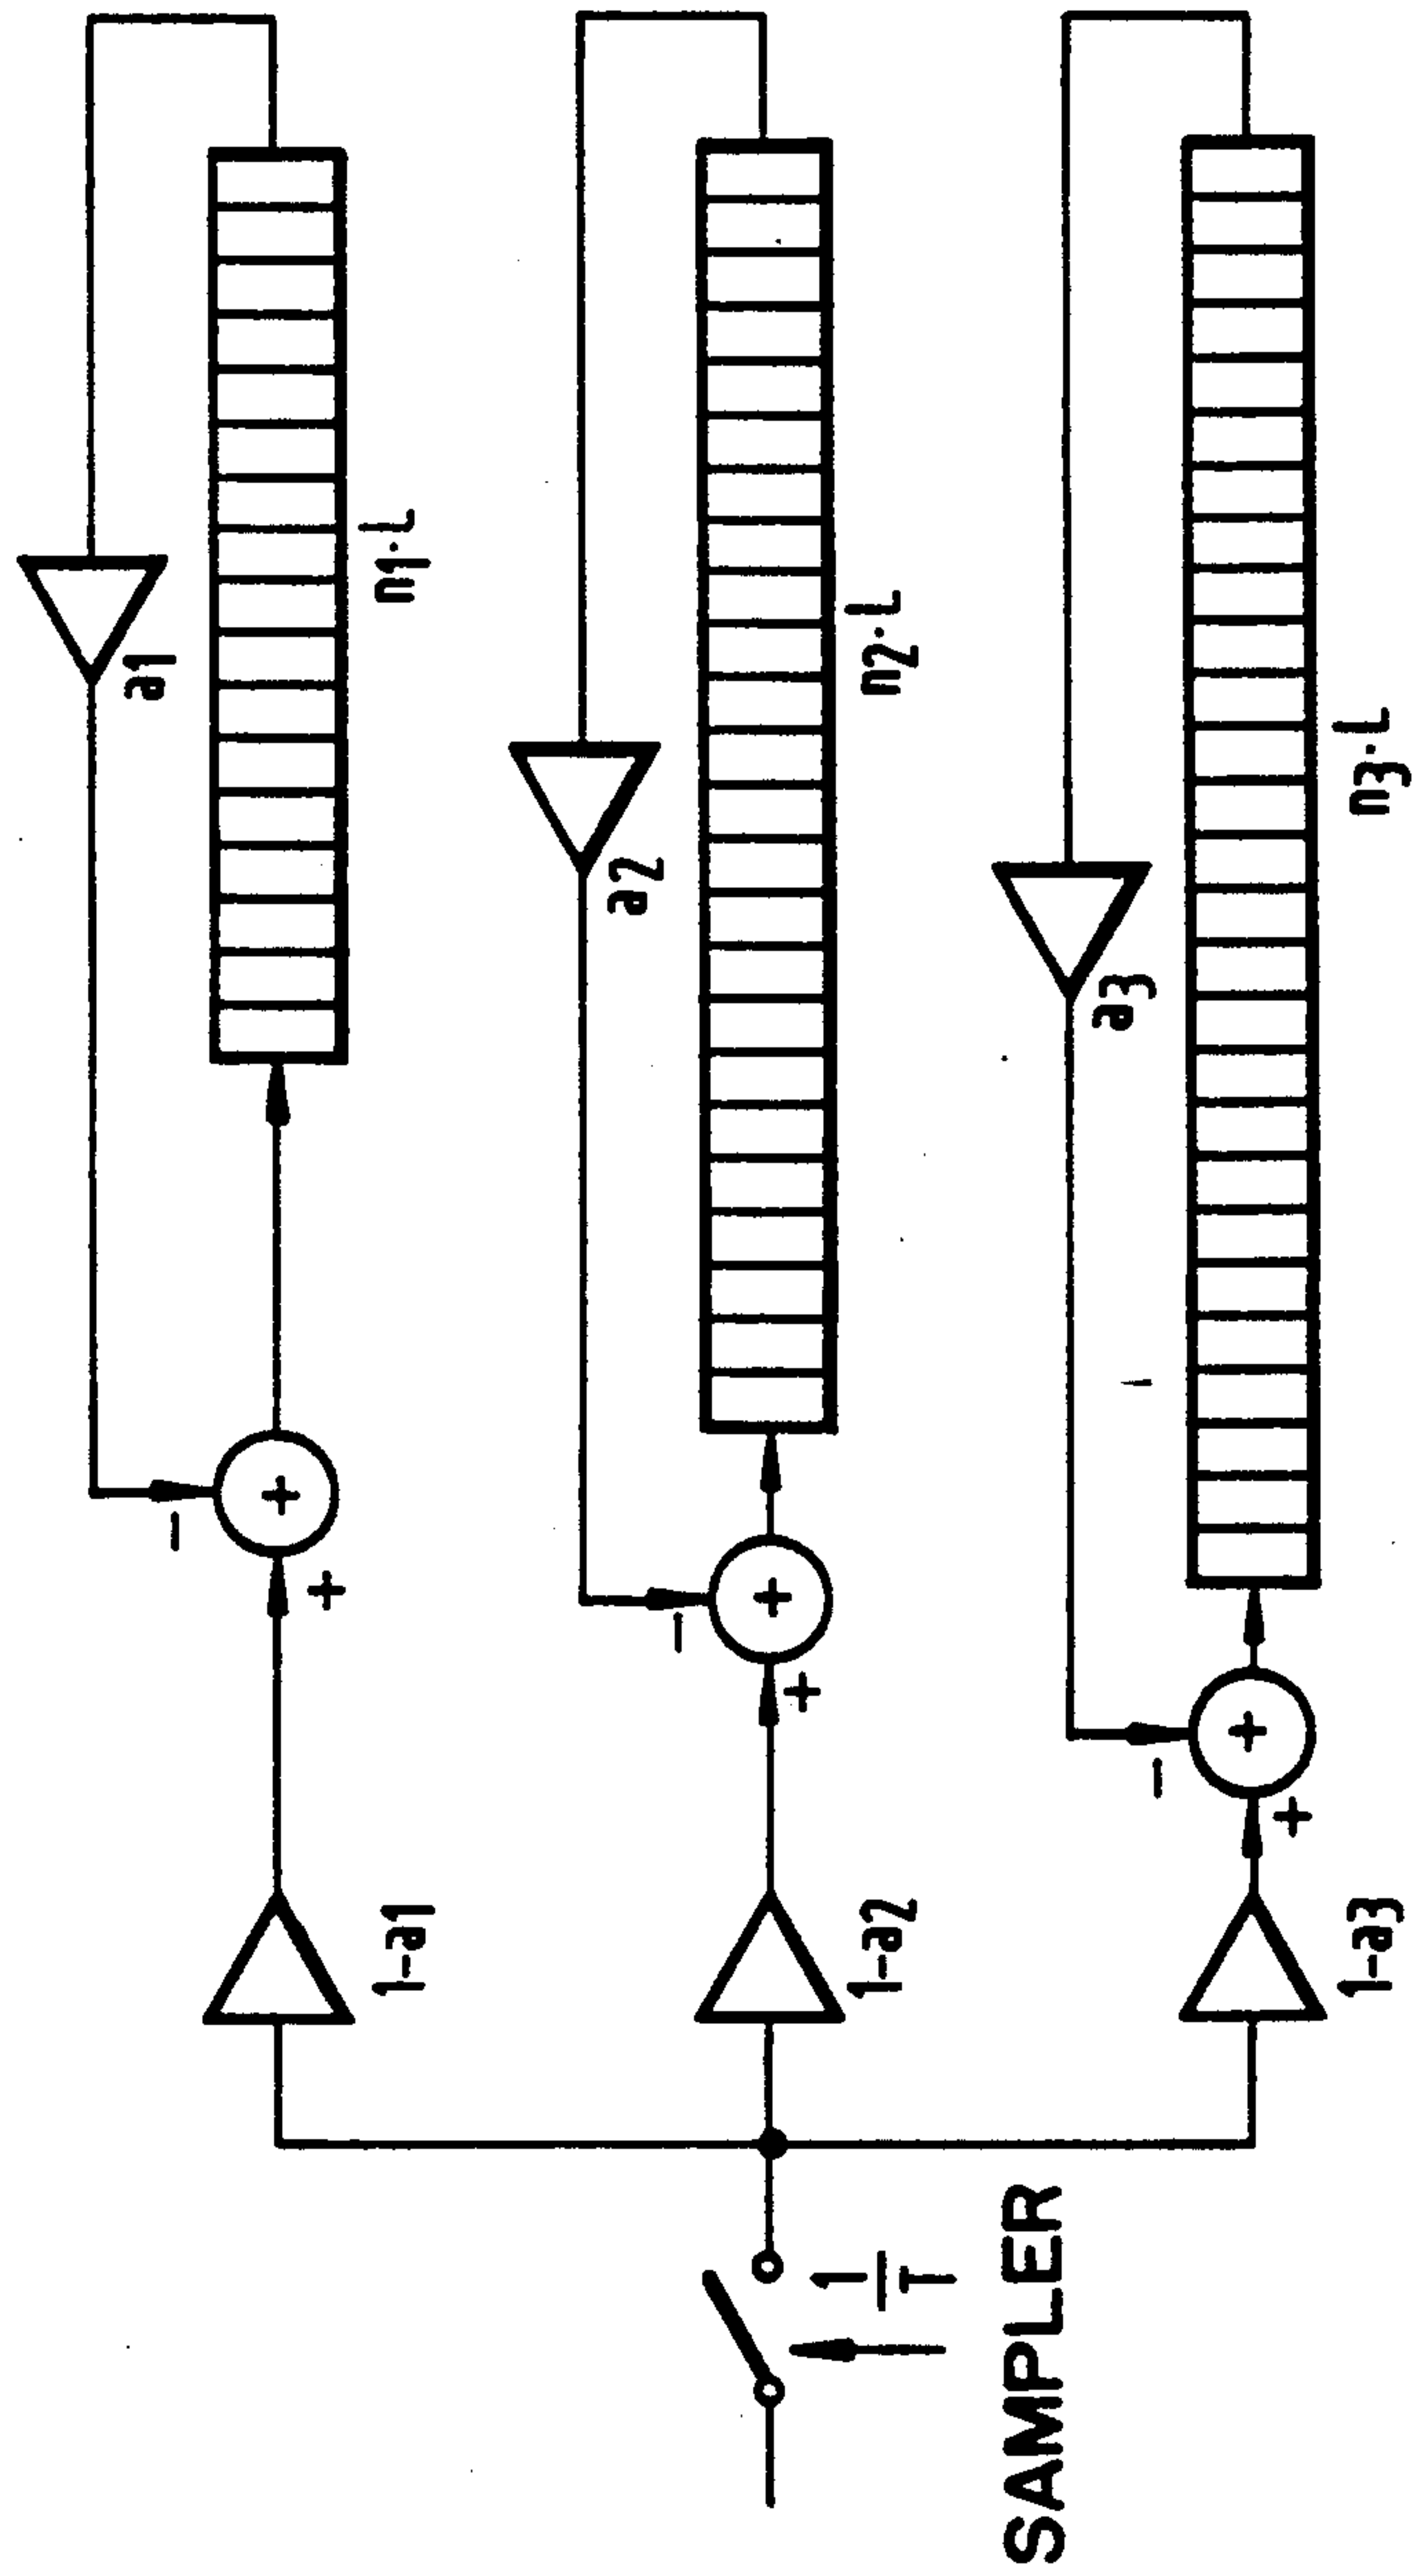 a1
n1·L
1-a1
-
+
+
a2
n2·L
1-a2
-
+
+
a3
n3·L
1-a3
-
+
+
1
T
SAMPLER